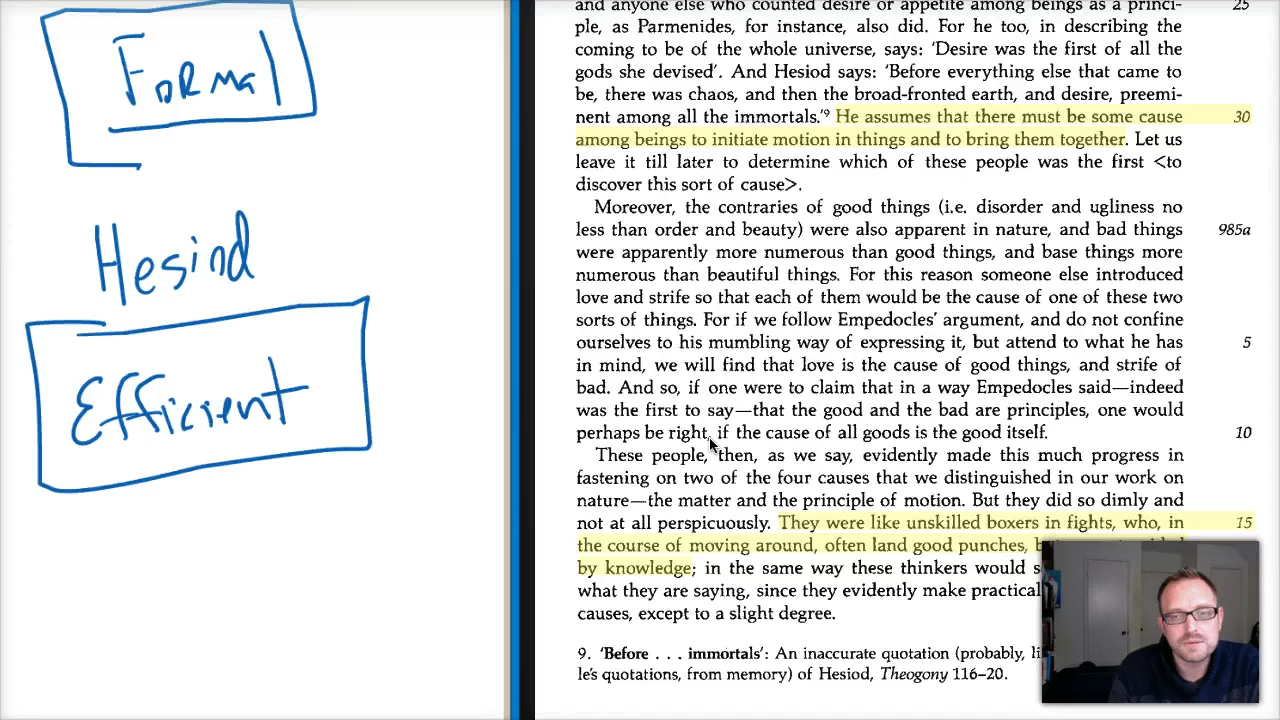 Formal
Hesiod
Efficient
and anyone else who counted desire or appetite among beings as a princi- 25
ple, as Parmenides, for instance, also did. For he too, in describing the
coming to be of the whole universe, says: 'Desire was the first of all the
gods she devised'. And Hesiod says: 'Before everything else that came to
be, there was chaos, and then the broad-fronted earth, and desire, preemi-
nent among all the immortals.'⁹ He assumes that there must be some cause 30
among beings to initiate motion in things and to bring them together. Let us
leave it till later to determine which of these people was the first <to
discover this sort of cause>.
Moreover, the contraries of good things (i.e. disorder and ugliness no
less than order and beauty) were also apparent in nature, and bad things 985a
were apparently more numerous than good things, and base things more
numerous than beautiful things. For this reason someone else introduced
love and strife so that each of them would be the cause of one of these two
sorts of things. For if we follow Empedocles' argument, and do not confine
ourselves to his mumbling way of expressing it, but attend to what he has 5
in mind, we will find that love is the cause of good things, and strife of
bad. And so, if one were to claim that in a way Empedocles said—indeed
was the first to say—that the good and the bad are principles, one would
perhaps be right, if the cause of all goods is the good itself. 10
These people, then, as we say, evidently made this much progress in
fastening on two of the four causes that we distinguished in our work on
nature—the matter and the principle of motion. But they did so dimly and
not at all perspicuously. They were like unskilled boxers in fights, who, in 15
the course of moving around, often land good punches,
by knowledge; in the same way these thinkers would
what they are saying, since they evidently make
causes, except to a slight degree.
9. 'Before . . . immortals': An inaccurate quotation (probably,
le's quotations, from memory) of Hesiod, Theogony 116–20.